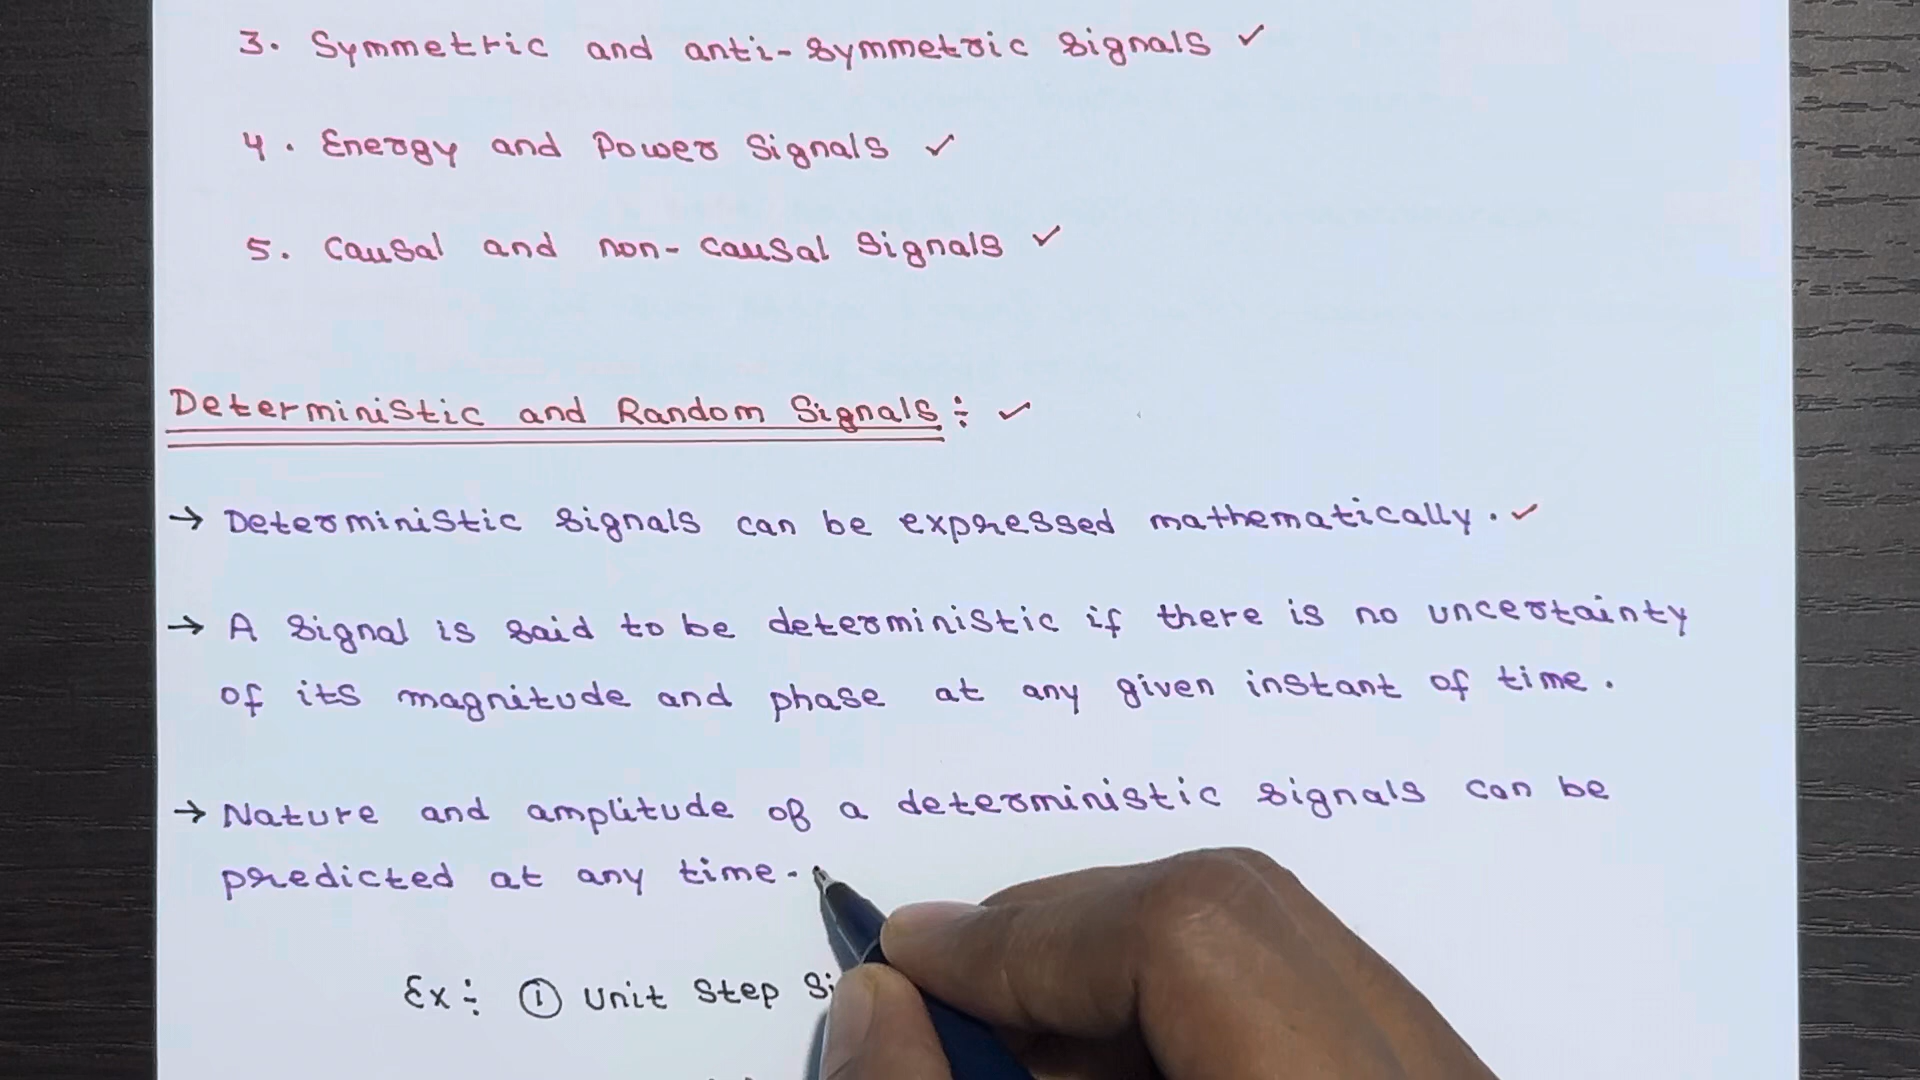 3. Symmetric and anti-symmetric signals ✓
4. Energy and Power Signals ✓
5. Causal and non-causal signals ✓
Deterministic and Random Signals: ✓
→ Deterministic signals can be expressed mathematically. ✓
→ A signal is said to be deterministic if there is no uncertainty
of its magnitude and phase at any given instant of time.
→ Nature and amplitude of a deterministic signals can be
predicted at any time.
Ex: ① Unit Step Si